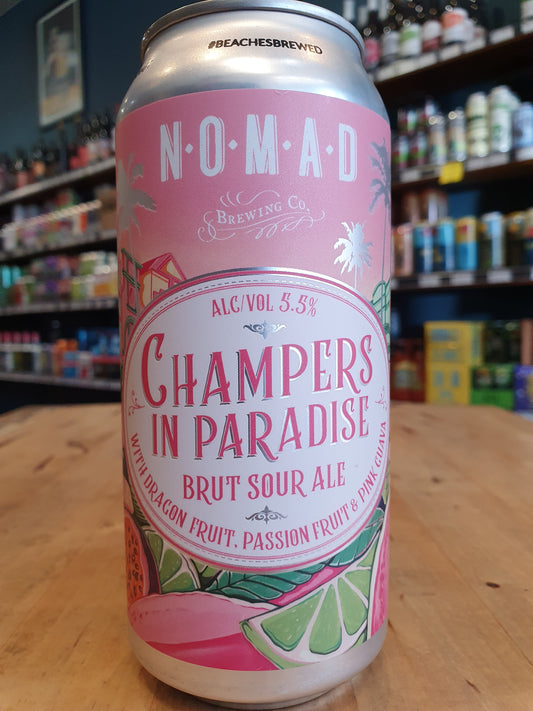 #BEACHESBREWED
N·O·M·A·D
BREWING CO.
ALC/VOL 5.5%
CHAMPERS
IN PARADISE
BRUT SOUR ALE
WITH DRAGON FRUIT, PASSION FRUIT & PINK GUAVA